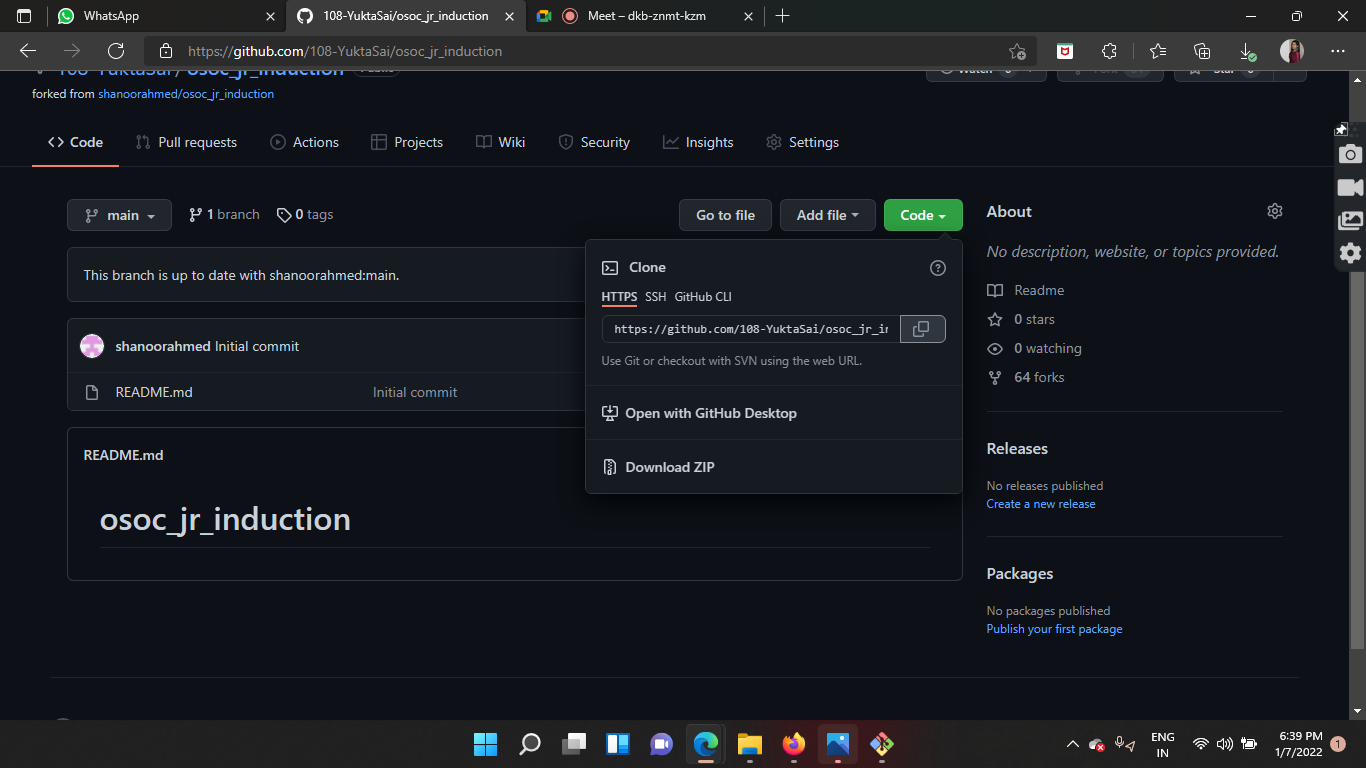 WhatsApp
108-YuktaSai/osoc_jr_induction
Meet – dkb-znmt-kzm
https://github.com/108-YuktaSai/osoc_jr_induction
108-YuktaSai / osoc_jr_induction
Watch
Star
forked from shanoorahmed/osoc_jr_induction
Code
Pull requests
Actions
Projects
Wiki
Security
Insights
Settings
main
1 branch
0 tags
Go to file
Add file
Code
This branch is up to date with shanoorahmed:main.
shanoorahmed Initial commit
README.md Initial commit
README.md
osoc_jr_induction
Clone
HTTPS SSH GitHub CLI
https://github.com/108-YuktaSai/osoc_jr_in
Use Git or checkout with SVN using the web URL.
Open with GitHub Desktop
Download ZIP
About
No description, website, or topics provided.
Readme
0 stars
0 watching
64 forks
Releases
No releases published
Create a new release
Packages
No packages published
Publish your first package
ENG
IN
6:39 PM
1/7/2022
1